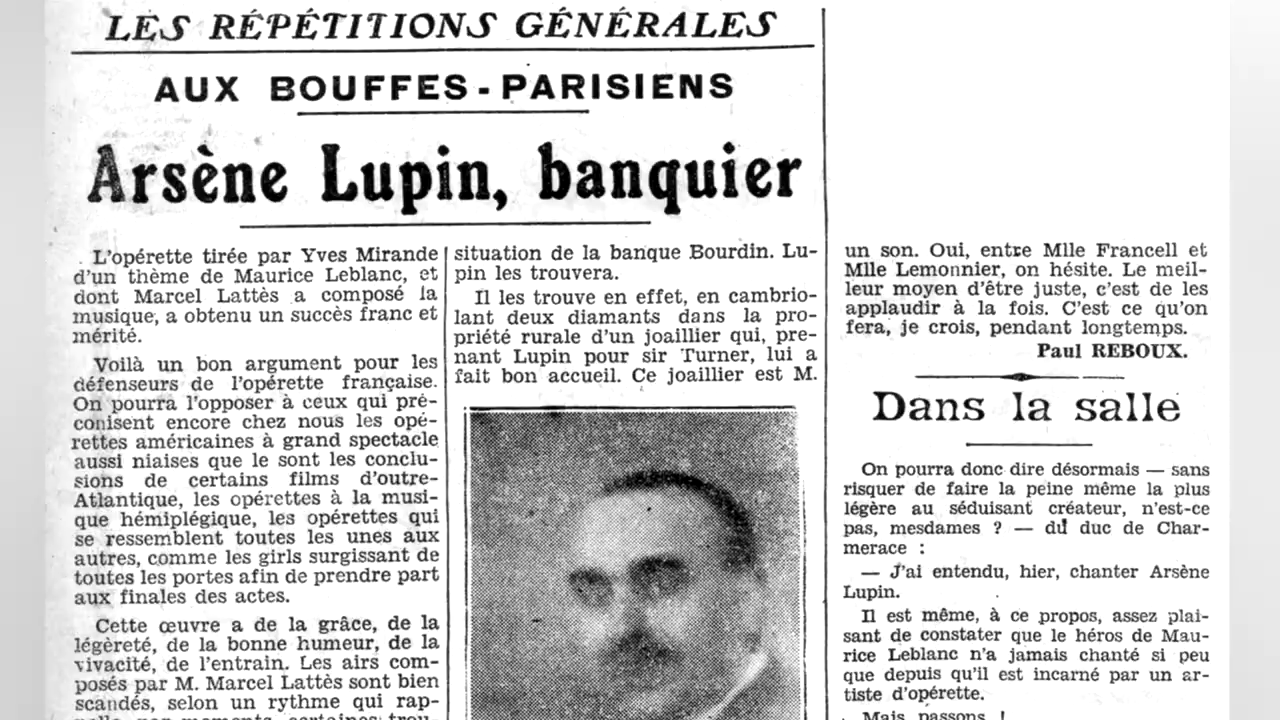 LES RÉPÉTITIONS GÉNÉRALES
AUX BOUFFES-PARISIENS
Arsène Lupin, banquier
L'opérette tirée par Yves Mirande
d'un thème de Maurice Leblanc, et
dont Marcel Lattès a composé la
musique, a obtenu un succès franc et
mérité.
Voilà un bon argument pour les
défenseurs de l'opérette française.
On pourra l'opposer à ceux qui pré-
conisent encore chez nous les opé-
rettes américaines à grand spectacle
aussi niaises que le sont les conclu-
sions de certains films d'outre-
Atlantique, les opérettes à la musi-
que hémiplégique, les opérettes qui
se ressemblent toutes les unes aux
autres, comme les girls surgissant de
toutes les portes afin de prendre part
aux finales des actes.
Cette œuvre a de la grâce, de la
légèreté, de la bonne humeur, de la
vivacité, de l'entrain. Les airs com-
posés par M. Marcel Lattès sont bien
scandés, selon un rythme qui rap-
pelle par moments certaines trou-
situation de la banque Bourdin. Lu-
pin les trouvera.
Il les trouve en effet, en cambrio-
lant deux diamants dans la pro-
priété rurale d'un joaillier qui, pre-
nant Lupin pour sir Turner, lui a
fait bon accueil. Ce joaillier est M.
un son. Oui, entre Mlle Francell et
Mlle Lemonnier, on hésite. Le meil-
leur moyen d'être juste, c'est de les
applaudir à la fois. C'est ce qu'on
fera, je crois, pendant longtemps.
Paul REBOUX.
Dans la salle
On pourra donc dire désormais — sans
risquer de faire la peine même la plus
légère au séduisant créateur, n'est-ce
pas, mesdames ? — du duc de Char-
merace :
— J'ai entendu, hier, chanter Arsène
Lupin.
Il est même, à ce propos, assez plai-
sant de constater que le héros de Mau-
rice Leblanc n'a jamais chanté si peu
que depuis qu'il est incarné par un ar-
tiste d'opérette.
Mais passons !